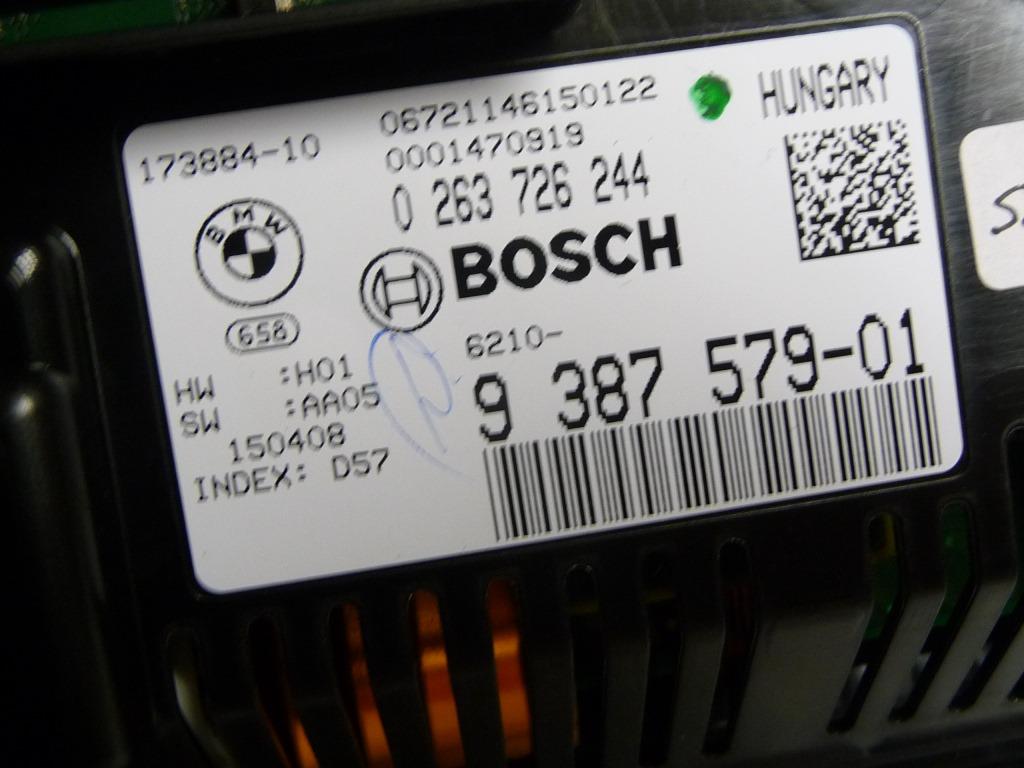 173884-10
06721146150122
0001470919
0 263 726 244
HUNGARY
BMW
BOSCH
658
6210-
9 387 579-01
HW :H01
SW :AA05
150408
INDEX: D57